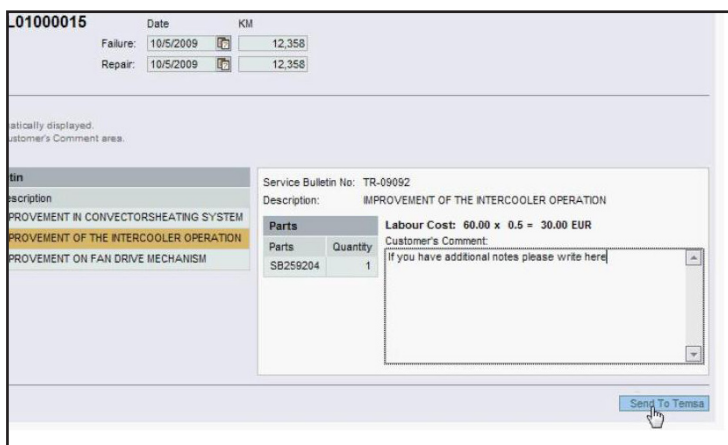 L01000015 Date KM
Failure: 10/5/2009 12,358
Repair: 10/5/2009 12,358
atically displayed.
ustomer's Comment area.
tin
escription
PROVEMENT IN CONVECTORSHEATING SYSTEM
PROVEMENT OF THE INTERCOOLER OPERATION
PROVEMENT ON FAN DRIVE MECHANISM
Service Bulletin No: TR-09092
Description: IMPROVEMENT OF THE INTERCOOLER OPERATION
Parts
Parts Quantity
SB259204 1
Labour Cost: 60.00 x 0.5 = 30.00 EUR
Customer's Comment:
If you have additional notes please write here
Send To Temsa